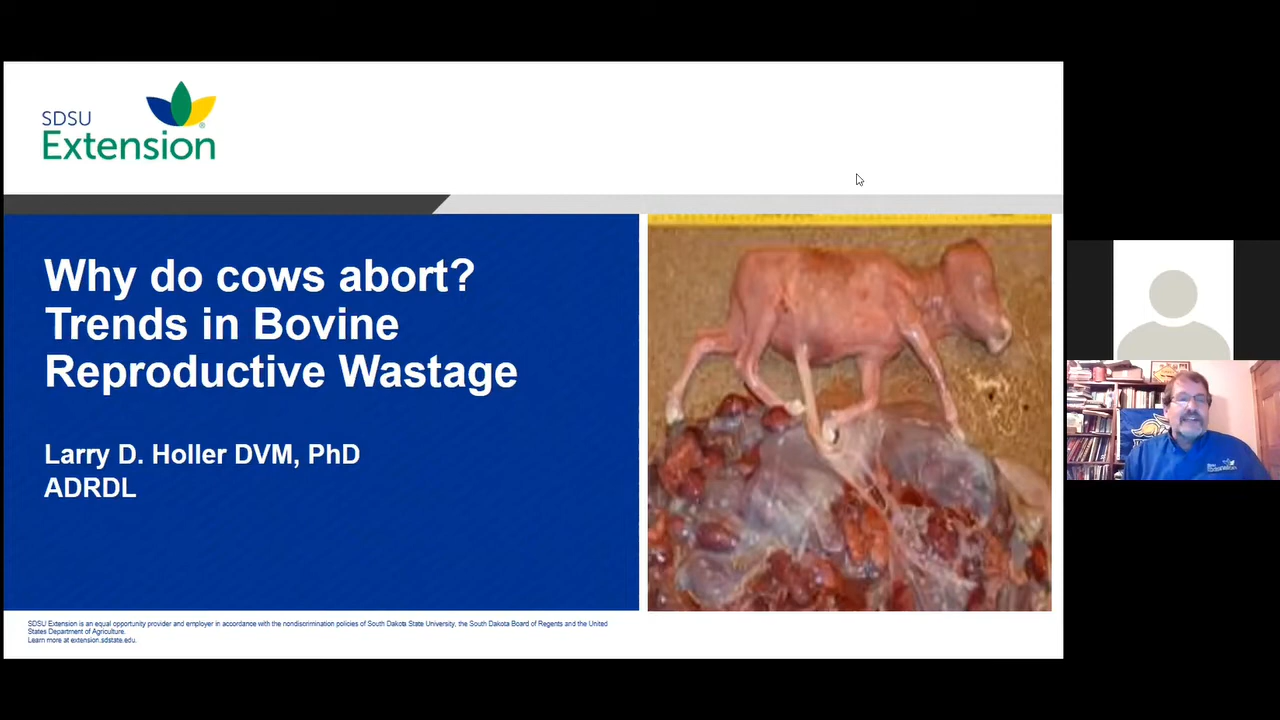 SDSU
Extension
Why do cows abort?
Trends in Bovine
Reproductive Wastage
Larry D. Holler DVM, PhD
ADRDL
SDSU Extension is an equal opportunity provider and employer in accordance with the nondiscrimination policies of South Dakota State University, the South Dakota Board of Regents and the United
States Department of Agriculture.
Learn more at extension.sdstate.edu.